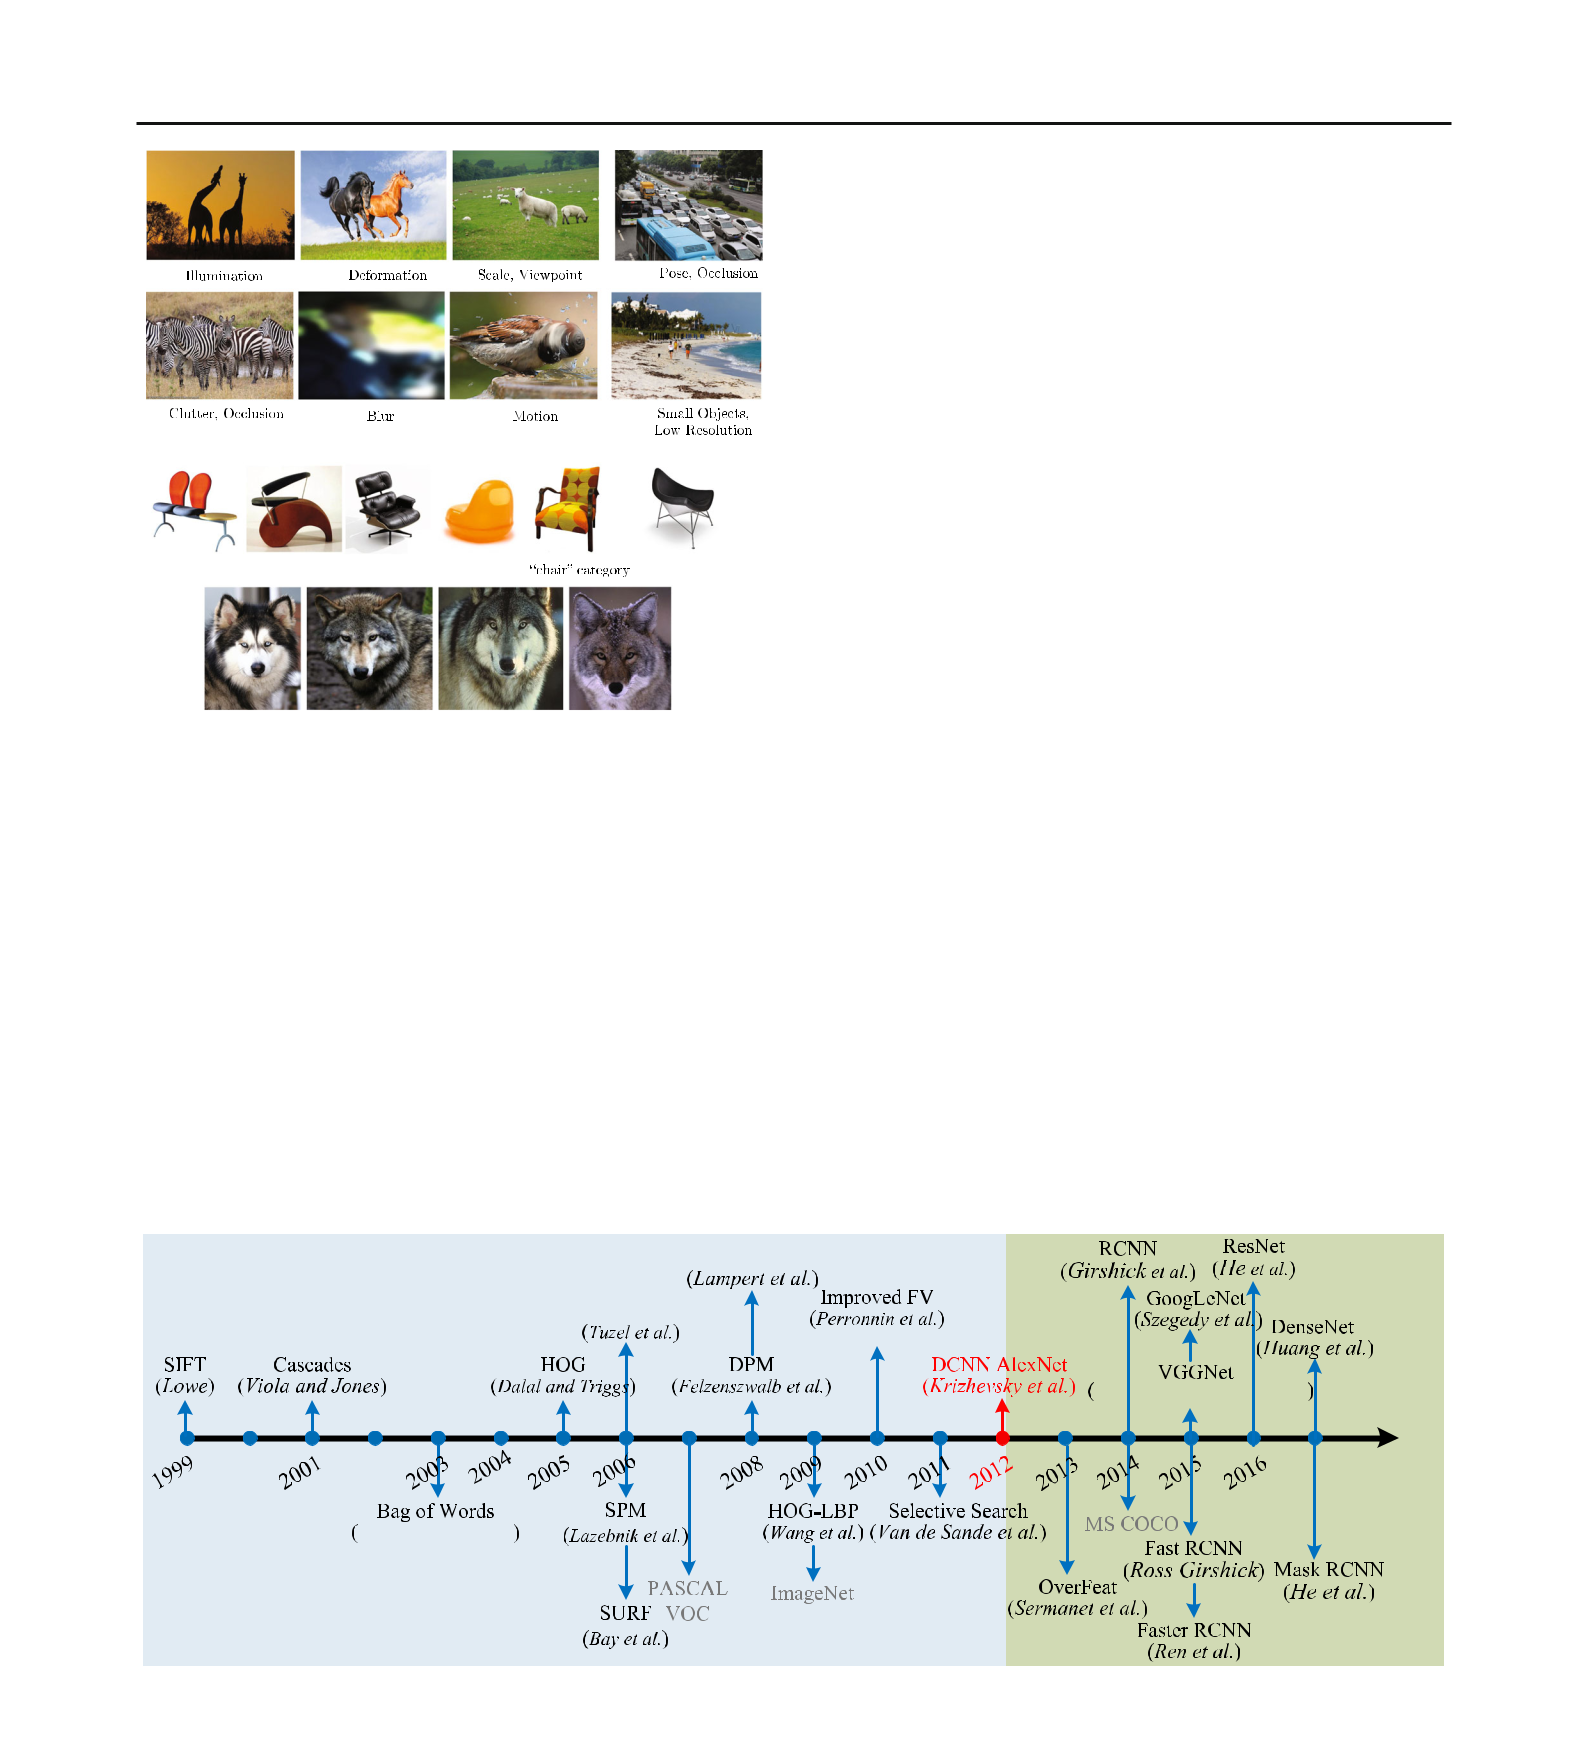 Illumination
Deformation
Scale, Viewpoint
Pose, Occlusion
Clutter, Occlusion
Blur
Motion
Small Objects,
Low Resolution
“chair” category
RCNN
(Girshick et al.)
ResNet
(He et al.)
(Lampert et al.)
Improved FV
(Perronnin et al.)
GoogLeNet
(Szegedy et al.)
(Tuzel et al.)
DenseNet
(Huang et al.)
SIFT
(Lowe)
Cascades
(Viola and Jones)
HOG
(Dalal and Triggs)
DPM
(Felzenszwalb et al.)
DCNN AlexNet
(Krizhevsky et al.)
VGGNet
( )
1999
2001
2003
2004
2005
2006
2008
2009
2010
2011
2012
2013
2014
2015
2016
Bag of Words
( )
SPM
(Lazebnik et al.)
HOG-LBP
(Wang et al.)
Selective Search
(Van de Sande et al.)
MS COCO
Fast RCNN
(Ross Girshick)
Mask RCNN
(He et al.)
PASCAL
VOC
ImageNet
OverFeat
(Sermanet et al.)
SURF
(Bay et al.)
Faster RCNN
(Ren et al.)